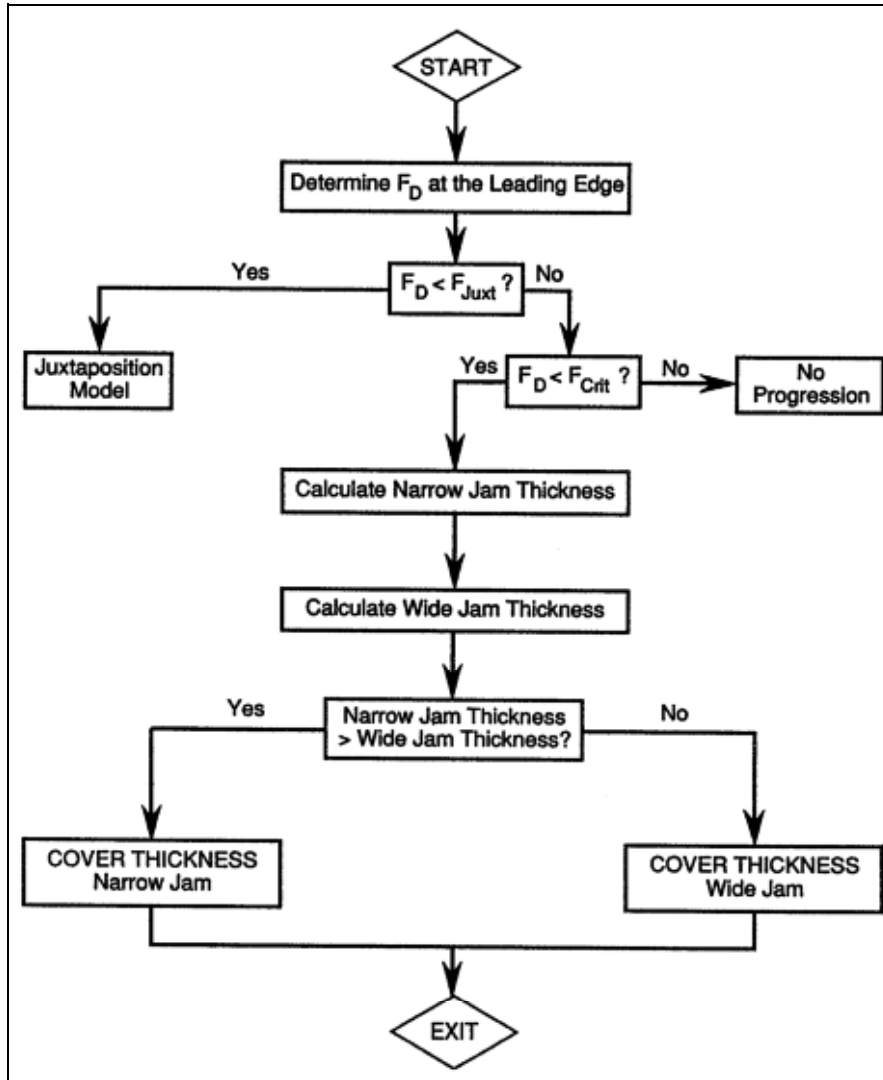 START
Determine F_D at the Leading Edge
Yes
F_D < F_Juxt ?
No
Juxtaposition
Model
Yes
F_D < F_Crit ?
No
No
Progression
Calculate Narrow Jam Thickness
Calculate Wide Jam Thickness
Yes
Narrow Jam Thickness
> Wide Jam Thickness?
No
COVER THICKNESS
Narrow Jam
COVER THICKNESS
Wide Jam
EXIT